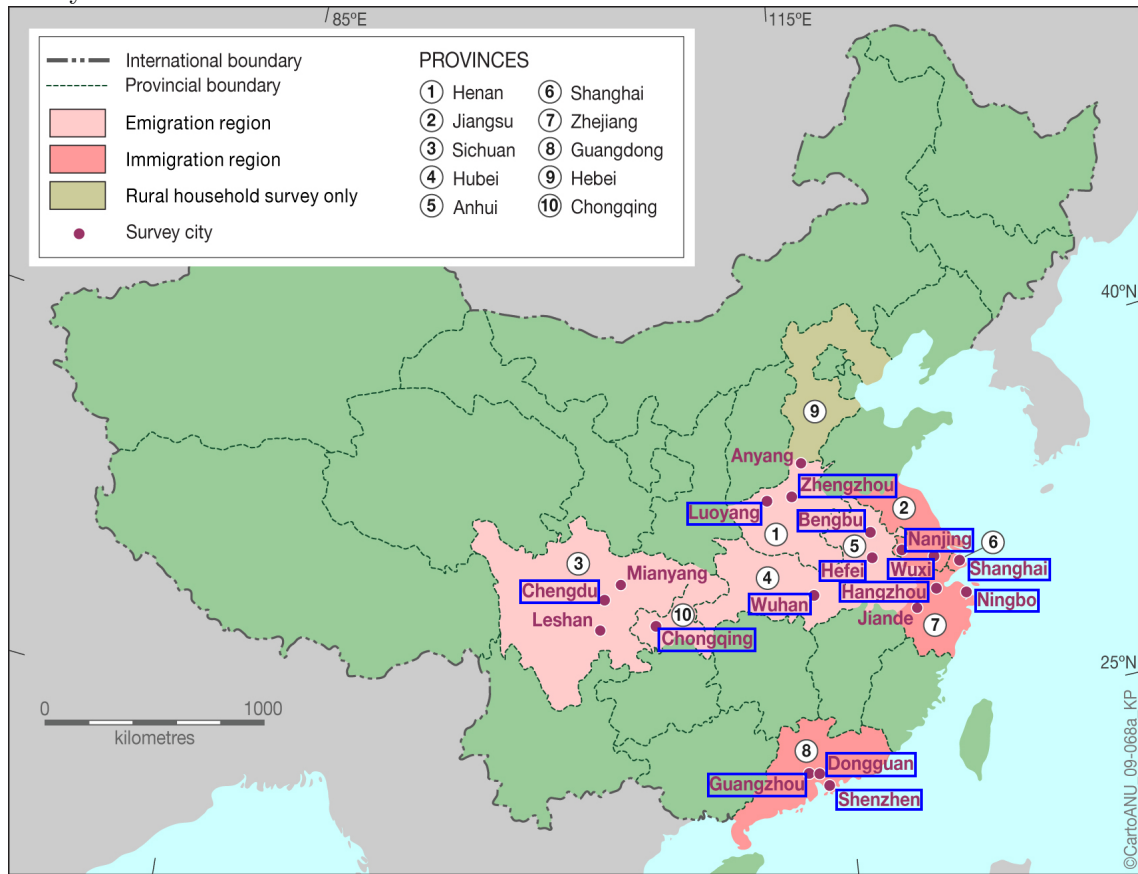 85ºE
115ºE
International boundary
Provincial boundary
Emigration region
Immigration region
Rural household survey only
Survey city
PROVINCES
1 Henan
2 Jiangsu
3 Sichuan
4 Hubei
5 Anhui
6 Shanghai
7 Zhejiang
8 Guangdong
9 Hebei
10 Chongqing
40ºN
9
Anyang
Zhengzhou
Luoyang
2
Bengbu
1
Nanjing
6
5
3
Hefei
Wuxi
Shanghai
Mianyang
4
Chengdu
Hangzhou
Wuhan
Ningbo
10
Leshan
Jiande
7
Chongqing
25ºN
0
1000
kilometres
8
Dongguan
Guangzhou
Shenzhen
©CartoANU 09-068a KP